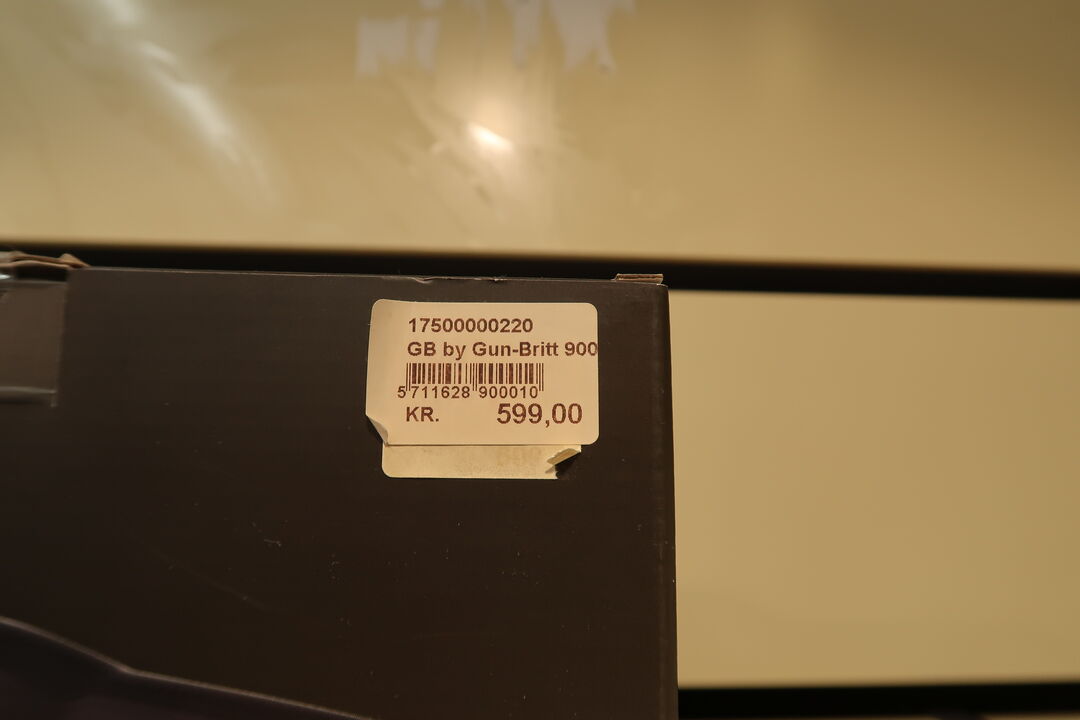 17500000220
GB by Gun-Britt 900
5 711628 900010
KR. 599,00